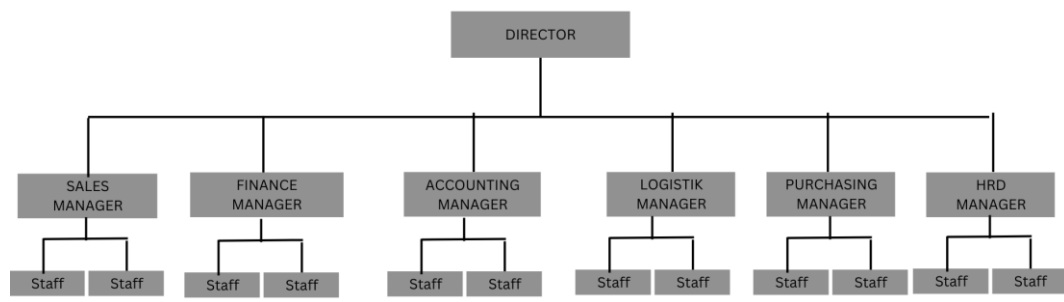 DIRECTOR
SALES
MANAGER
FINANCE
MANAGER
ACCOUNTING
MANAGER
LOGISTIK
MANAGER
PURCHASING
MANAGER
HRD
MANAGER
Staff
Staff
Staff
Staff
Staff
Staff
Staff
Staff
Staff
Staff
Staff
Staff